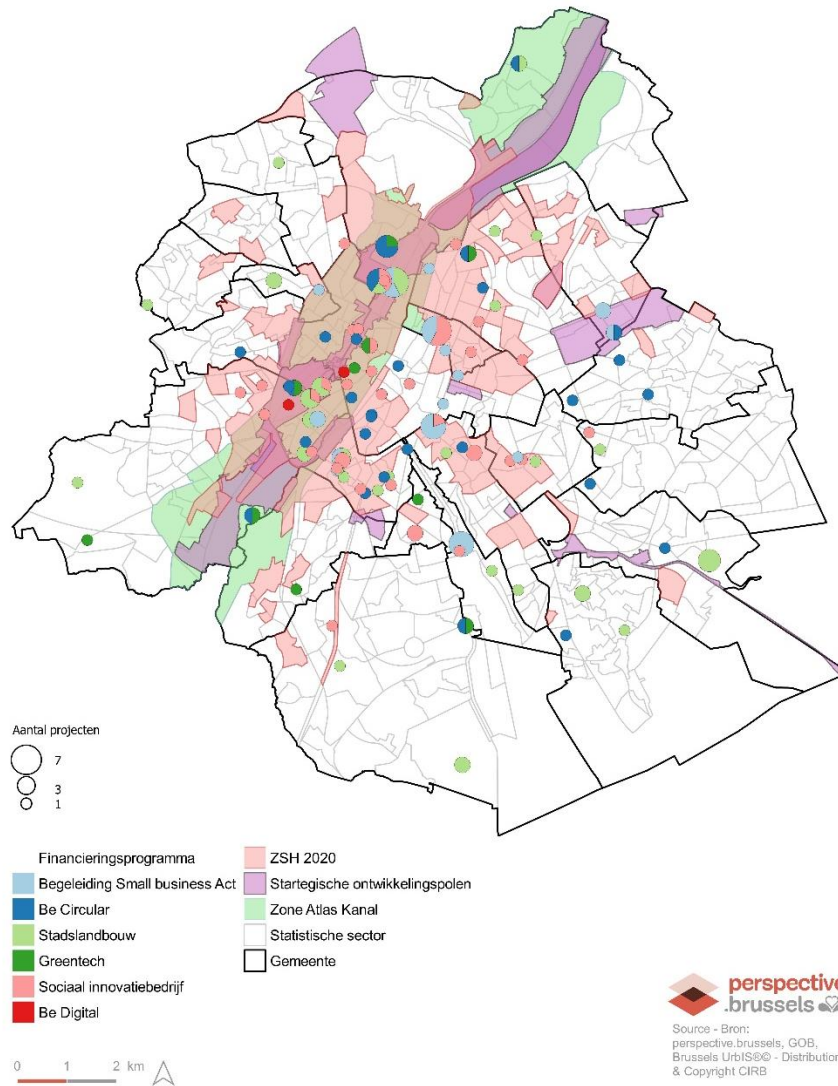 Aantal projecten
7
3
1
Financieringsprogramma
Begeleiding Small business Act
Be Circular
Stadslandbouw
Greentech
Sociaal innovatiebedrijf
Be Digital
ZSH 2020
Startegische ontwikkelingspolen
Zone Atlas Kanal
Statistische sector
Gemeente
0 1 2 km
perspective
.brussels
Source - Bron:
perspective.brussels, GOB,
Brussels UrbIS®© - Distribution
& Copyright CIRB